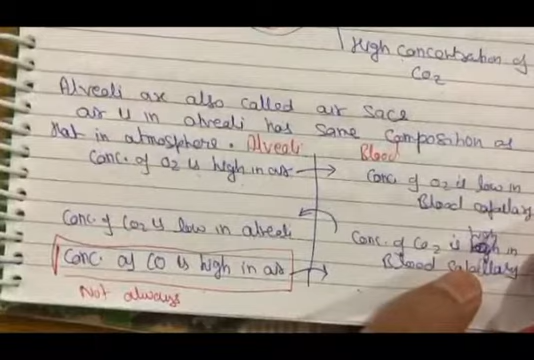 High concentration of
CO2
Alveoli are also called air sacs
air is in alveoli has same composition as
that in atmosphere.
Alveoli
Blood
Conc. of O2 is high in air
Conc. of O2 is low in
Blood capillary
Conc. of CO2 is low in alveoli
Conc. of CO2 is high in
Blood capillary
Conc. of CO is high in air
Not always